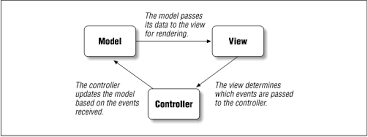 The model passes
its data to the view
for rendering.
Model
View
The controller
updates the model
based on the events
received.
The view determines
which events are passed
to the controller.
Controller